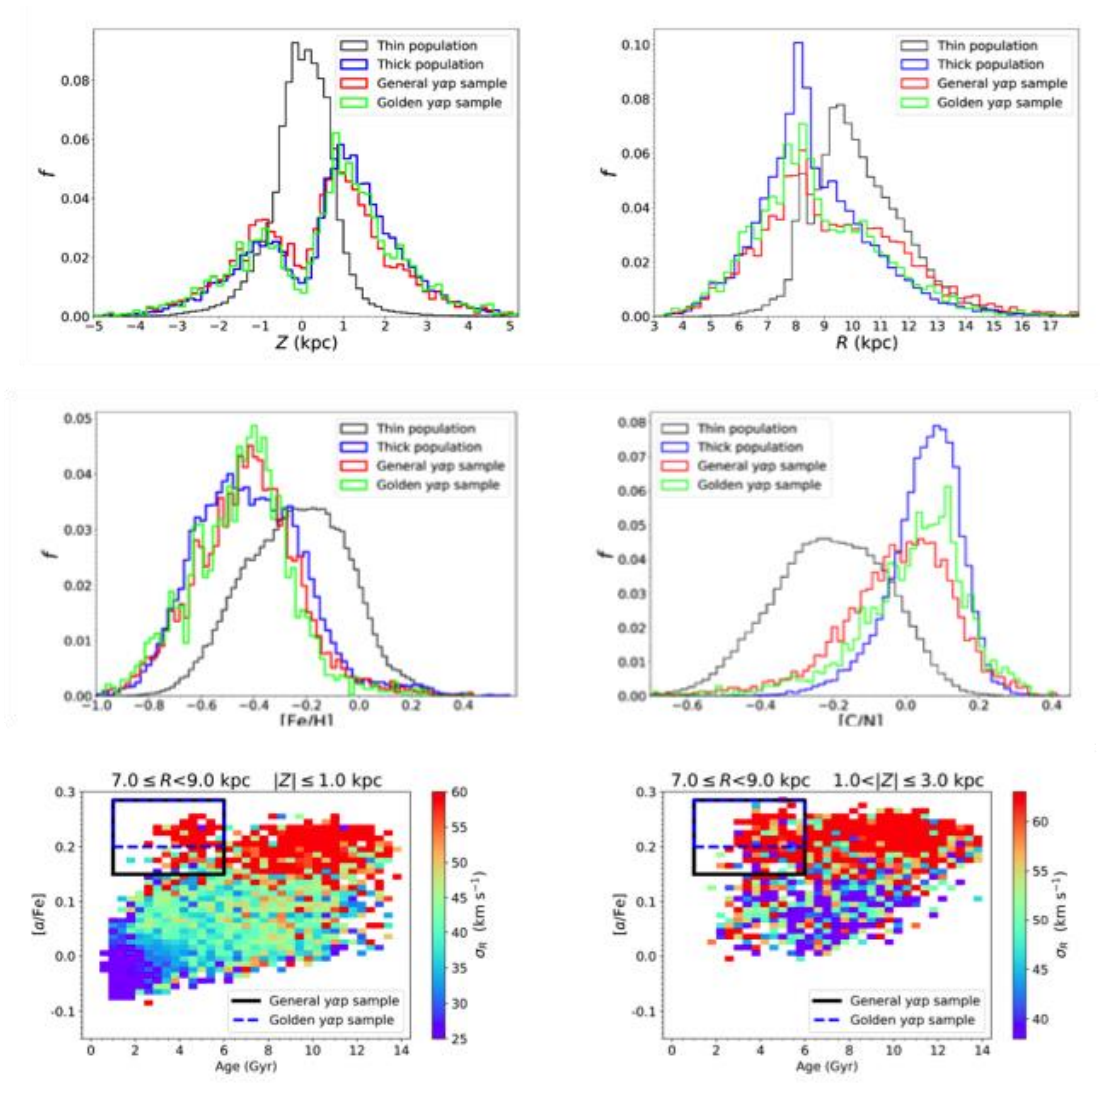 Thin population
Thick population
General yαp sample
Golden yαp sample
0.08
0.06
0.04
0.02
0.00
f
−5 −4 −3 −2 −1 0 1 2 3 4 5
Z (kpc)
Thin population
Thick population
General yαp sample
Golden yαp sample
0.10
0.08
0.06
0.04
0.02
0.00
f
3 4 5 6 7 8 9 10 11 12 13 14 15 16 17
R (kpc)
Thin population
Thick population
General yαp sample
Golden yαp sample
0.05
0.04
0.03
0.02
0.01
0.00
f
−1.0 −0.8 −0.6 −0.4 −0.2 0.0 0.2 0.4
[Fe/H]
Thin population
Thick population
General yαp sample
Golden yαp sample
0.08
0.07
0.06
0.05
0.04
0.03
0.02
0.01
0.00
f
−0.6 −0.4 −0.2 0.0 0.2 0.4
[C/N]
7.0 ≤ R<9.0 kpc |Z| ≤ 1.0 kpc
0.3
0.2
0.1
0.0
-0.1
[α/Fe]
General yαp sample
Golden yαp sample
0 2 4 6 8 10 12 14
Age (Gyr)
60
55
50
45
40
35
30
25
σR (km s−1)
7.0 ≤ R<9.0 kpc 1.0<|Z| ≤ 3.0 kpc
0.3
0.2
0.1
0.0
-0.1
[α/Fe]
General yαp sample
Golden yαp sample
0 2 4 6 8 10 12 14
Age (Gyr)
60
55
50
45
40
σR (km s−1)